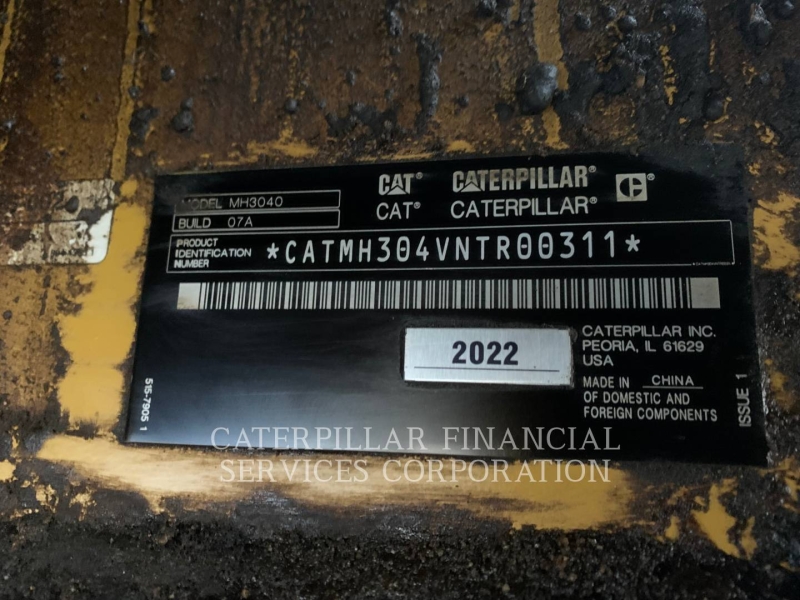 CAT® CATERPILLAR® C
MODEL MH3040
CAT® CATERPILLAR®
BUILD 07A
PRODUCT
IDENTIFICATION
NUMBER
*CATMH304VNTR00311*
2022
CATERPILLAR INC.
PEORIA, IL 61629
USA
MADE IN CHINA
OF DOMESTIC AND
FOREIGN COMPONENTS
515-7905 1
ISSUE 1
CATERPILLAR FINANCIAL
SERVICES CORPORATION